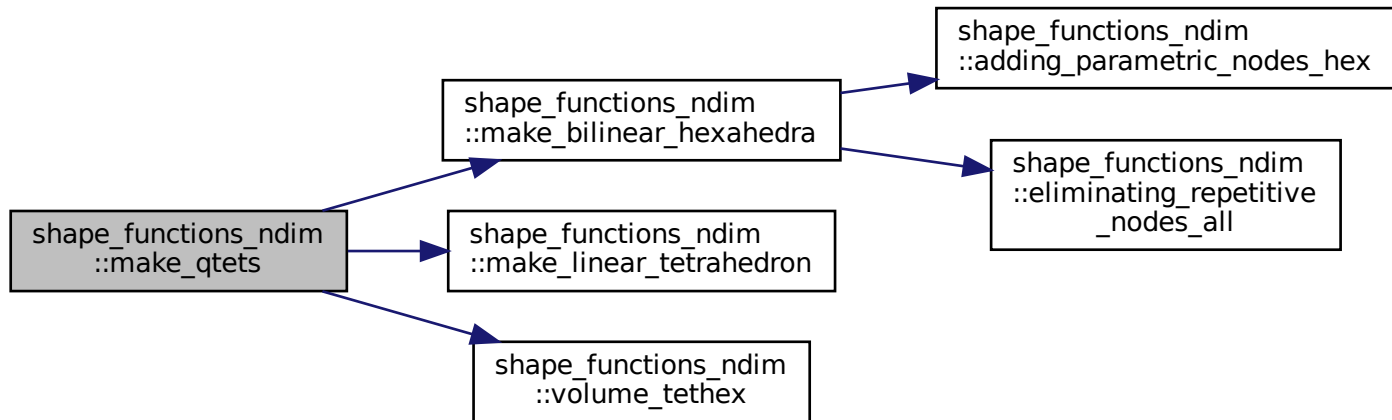 shape_functions_ndim
::make_qtets
shape_functions_ndim
::make_bilinear_hexahedra
shape_functions_ndim
::make_linear_tetrahedron
shape_functions_ndim
::volume_tethex
shape_functions_ndim
::adding_parametric_nodes_hex
shape_functions_ndim
::eliminating_repetitive
_nodes_all